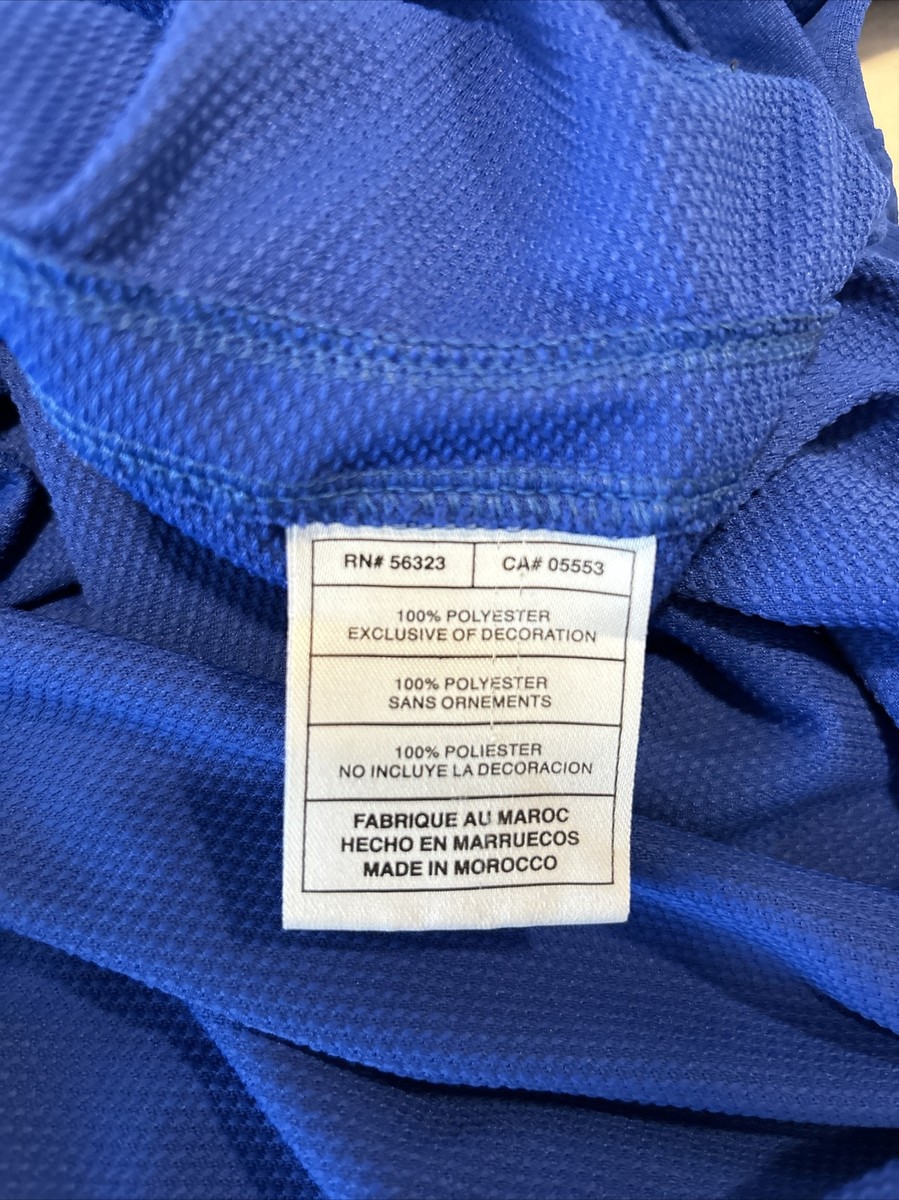 RN# 56323 CA# 05553
100% POLYESTER
EXCLUSIVE OF DECORATION
100% POLYESTER
SANS ORNEMENTS
100% POLIESTER
NO INCLUYE LA DECORACION
FABRIQUE AU MAROC
HECHO EN MARRUECOS
MADE IN MOROCCO